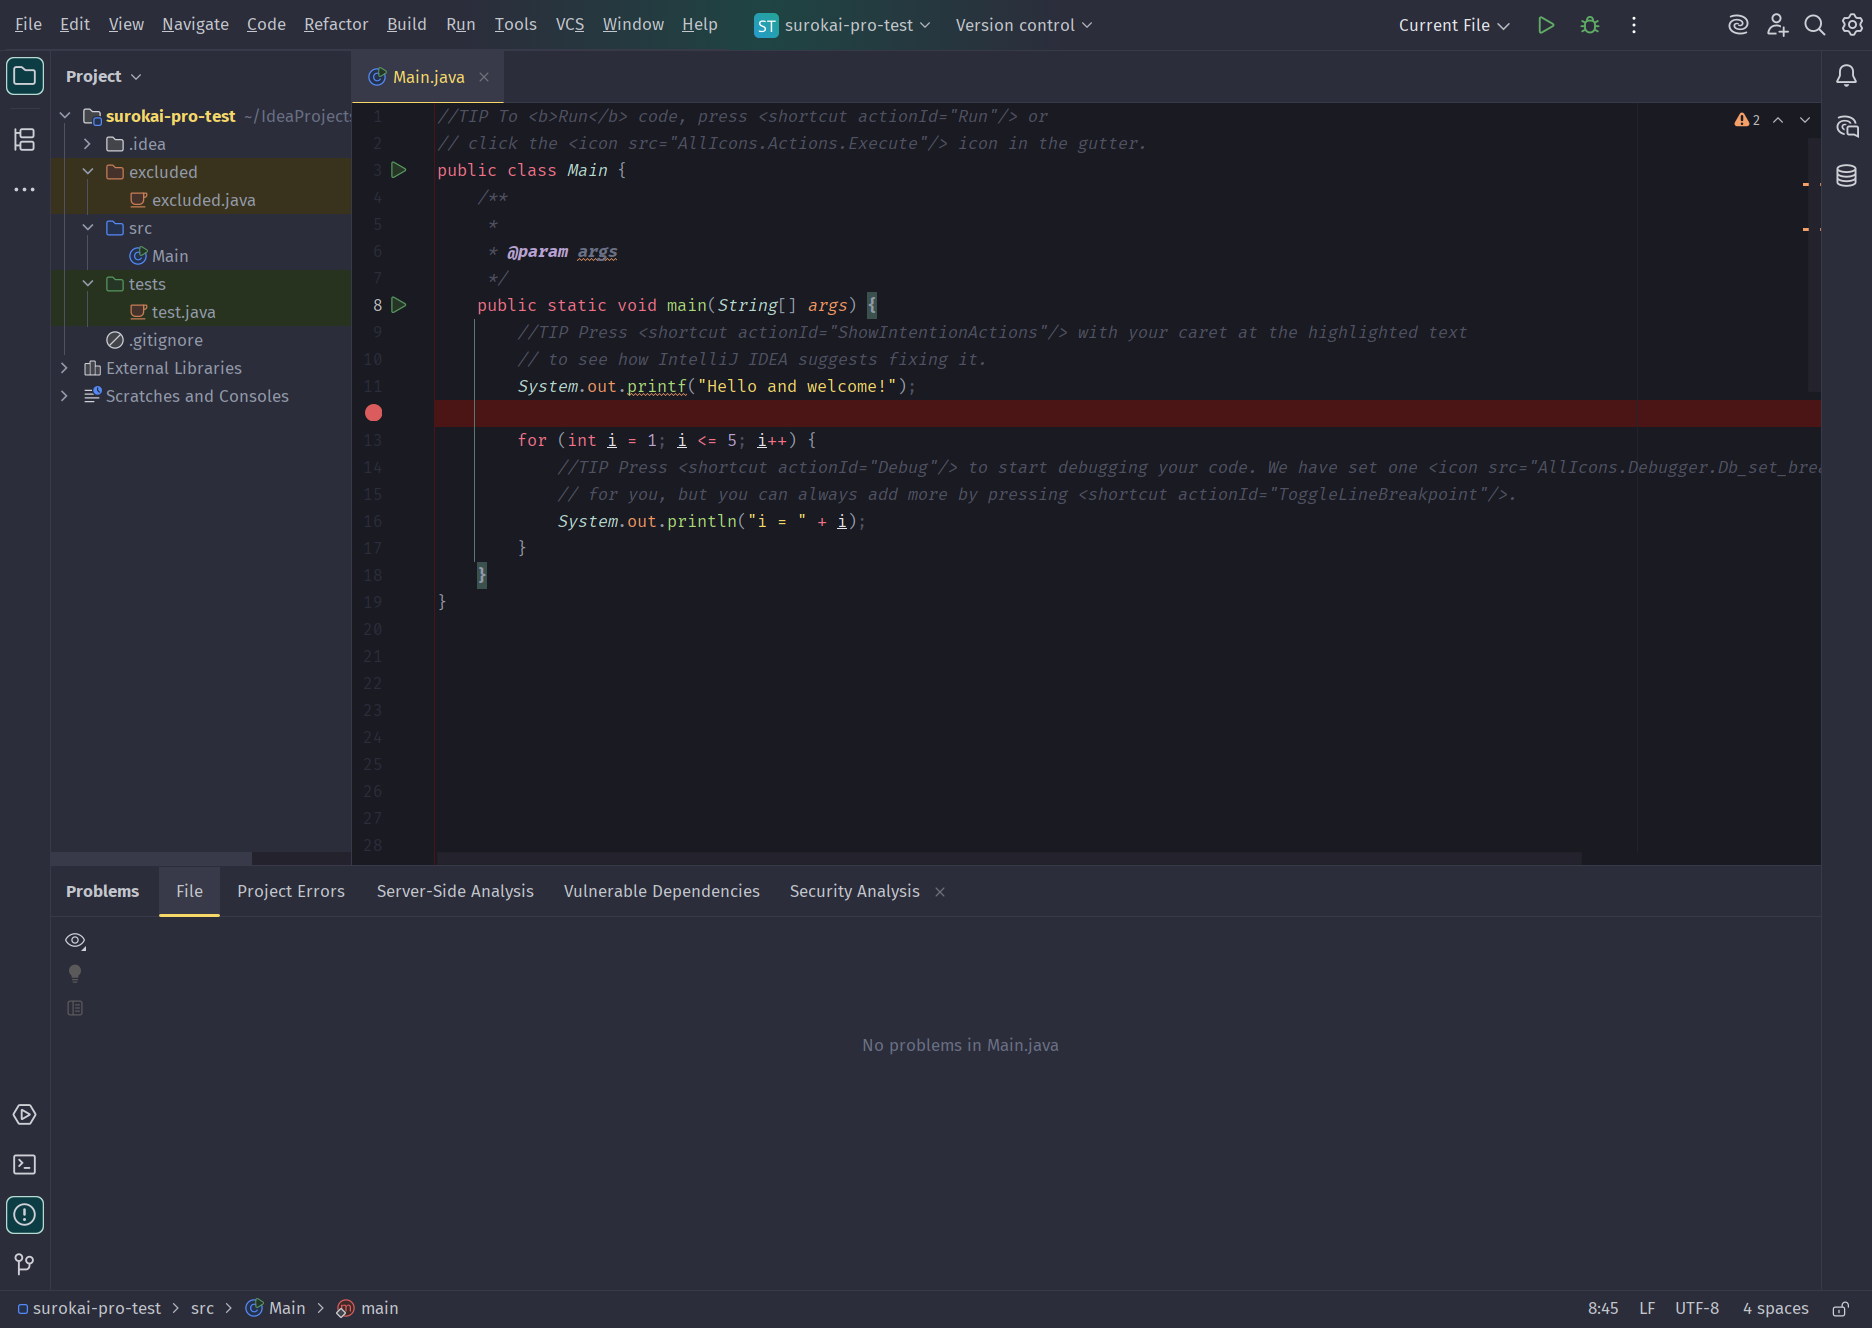 File Edit View Navigate Code Refactor Build Run Tools VCS Window Help ST surokai-pro-test Version control Current File
Project
Main.java
surokai-pro-test ~/IdeaProjects
.idea
excluded
excluded.java
src
Main
tests
test.java
.gitignore
External Libraries
Scratches and Consoles
2
1 //TIP To <b>Run</b> code, press <shortcut actionId="Run"/> or
2 // click the <icon src="AllIcons.Actions.Execute"/> icon in the gutter.
3 public class Main {
4 /**
5 *
6 * @param args
7 */
8 public static void main(String[] args) {
9 //TIP Press <shortcut actionId="ShowIntentionActions"/> with your caret at the highlighted text
10 // to see how IntelliJ IDEA suggests fixing it.
11 System.out.printf("Hello and welcome!");
13 for (int i = 1; i <= 5; i++) {
14 //TIP Press <shortcut actionId="Debug"/> to start debugging your code. We have set one <icon src="AllIcons.Debugger.Db_set_brea
15 // for you, but you can always add more by pressing <shortcut actionId="ToggleLineBreakpoint"/>.
16 System.out.println("i = " + i);
17 }
18 }
19 }
20
21
22
23
24
25
26
27
28
Problems File Project Errors Server-Side Analysis Vulnerable Dependencies Security Analysis
No problems in Main.java
surokai-pro-test > src > Main > main 8:45 LF UTF-8 4 spaces